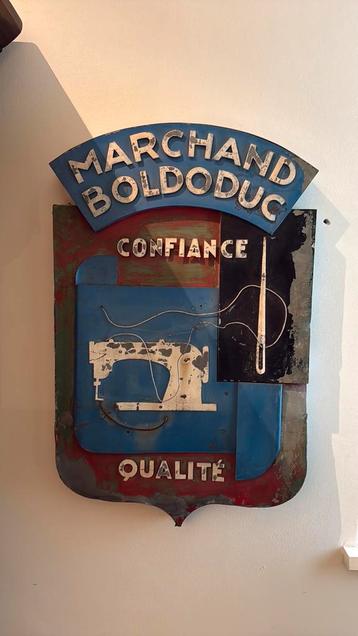 MARCHAND
BOLDODUC
CONFIANCE
QUALITÉ